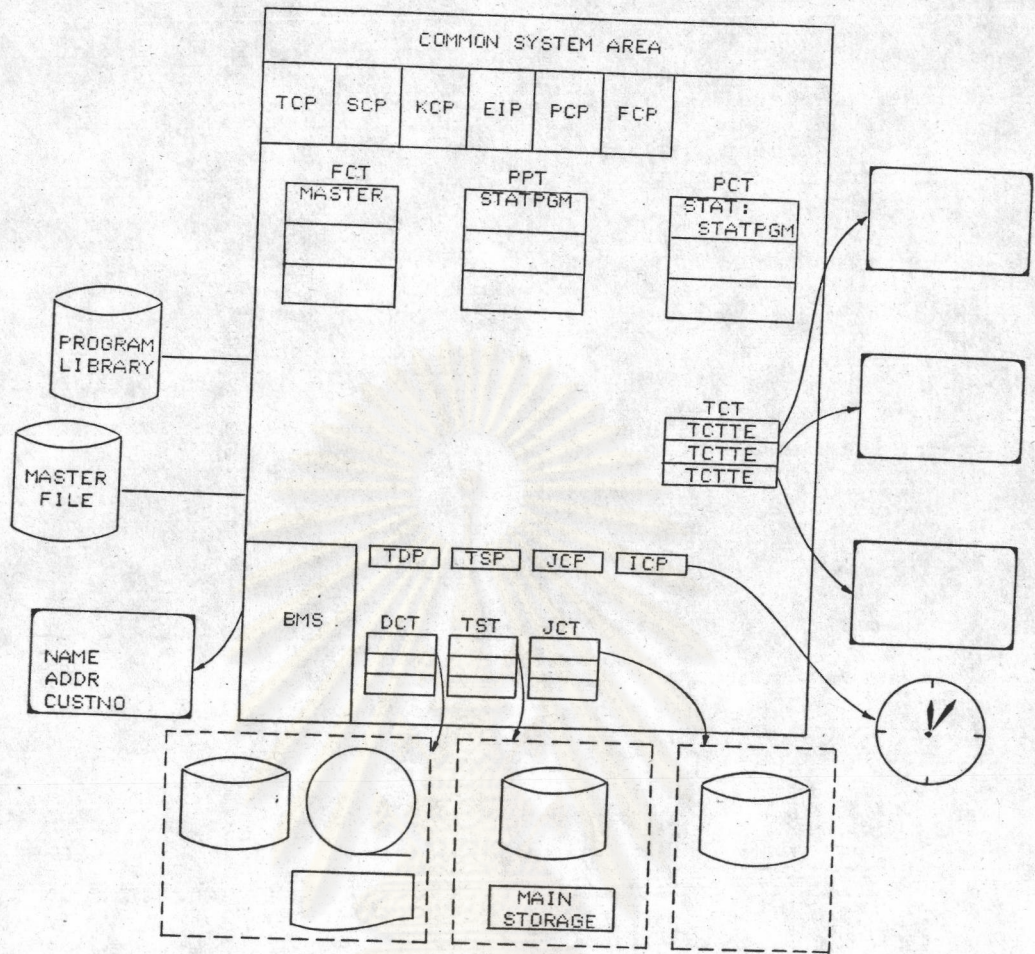 COMMON SYSTEM AREA
TCP SCP KCP EIP PCP FCP
FCT
MASTER
PPT
STATPGM
PCT
STAT:
STATPGM
PROGRAM
LIBRARY
MASTER
FILE
TCT
TCTTE
TCTTE
TCTTE
TDP TSP JCP ICP
BMS
DCT TST JCT
NAME
ADDR
CUSTNO
MAIN
STORAGE